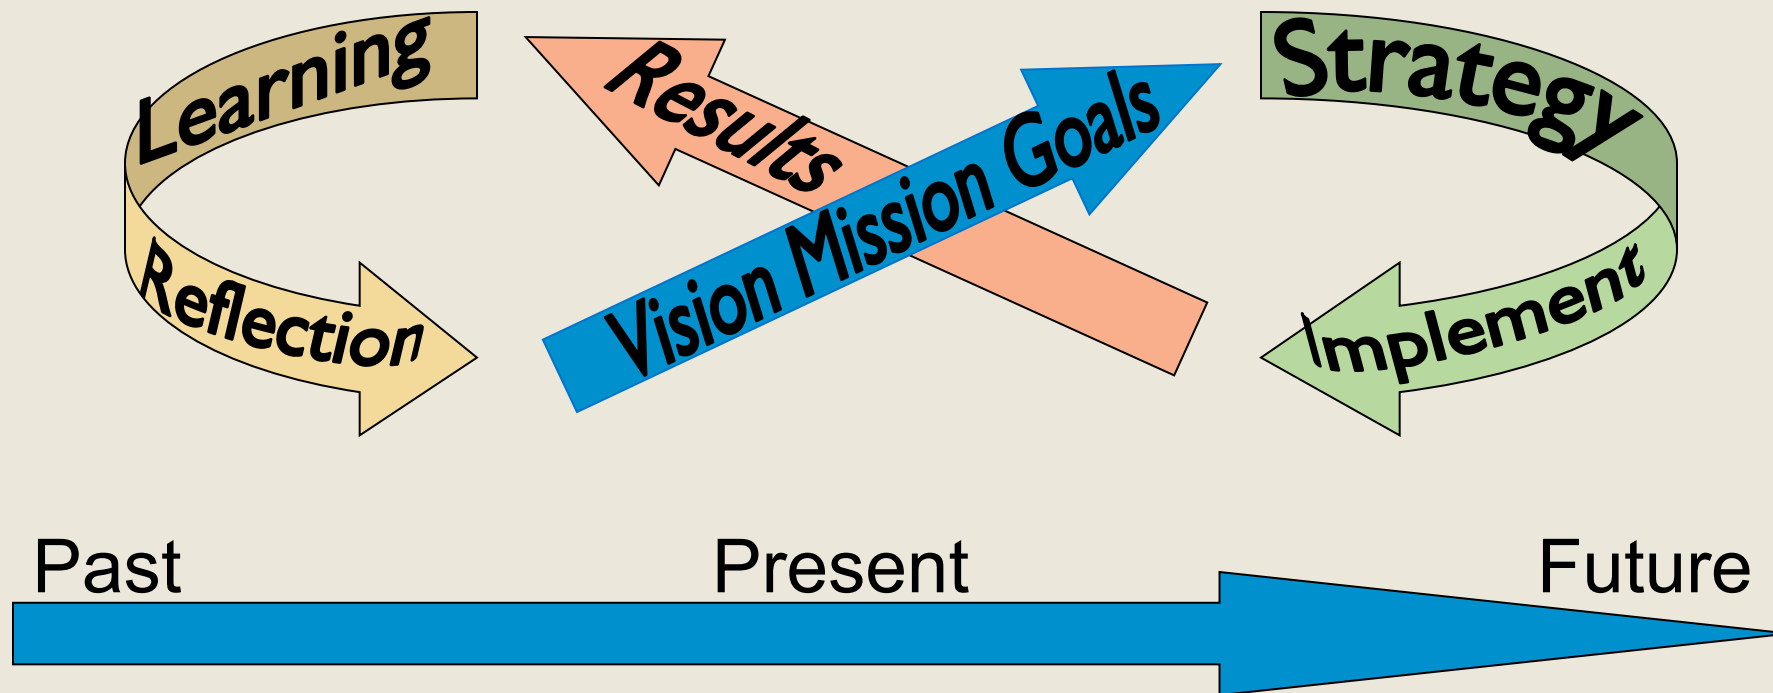 Learning
Results
Vision Mission Goals
Strategy
Reflection
Implement
Past
Present
Future